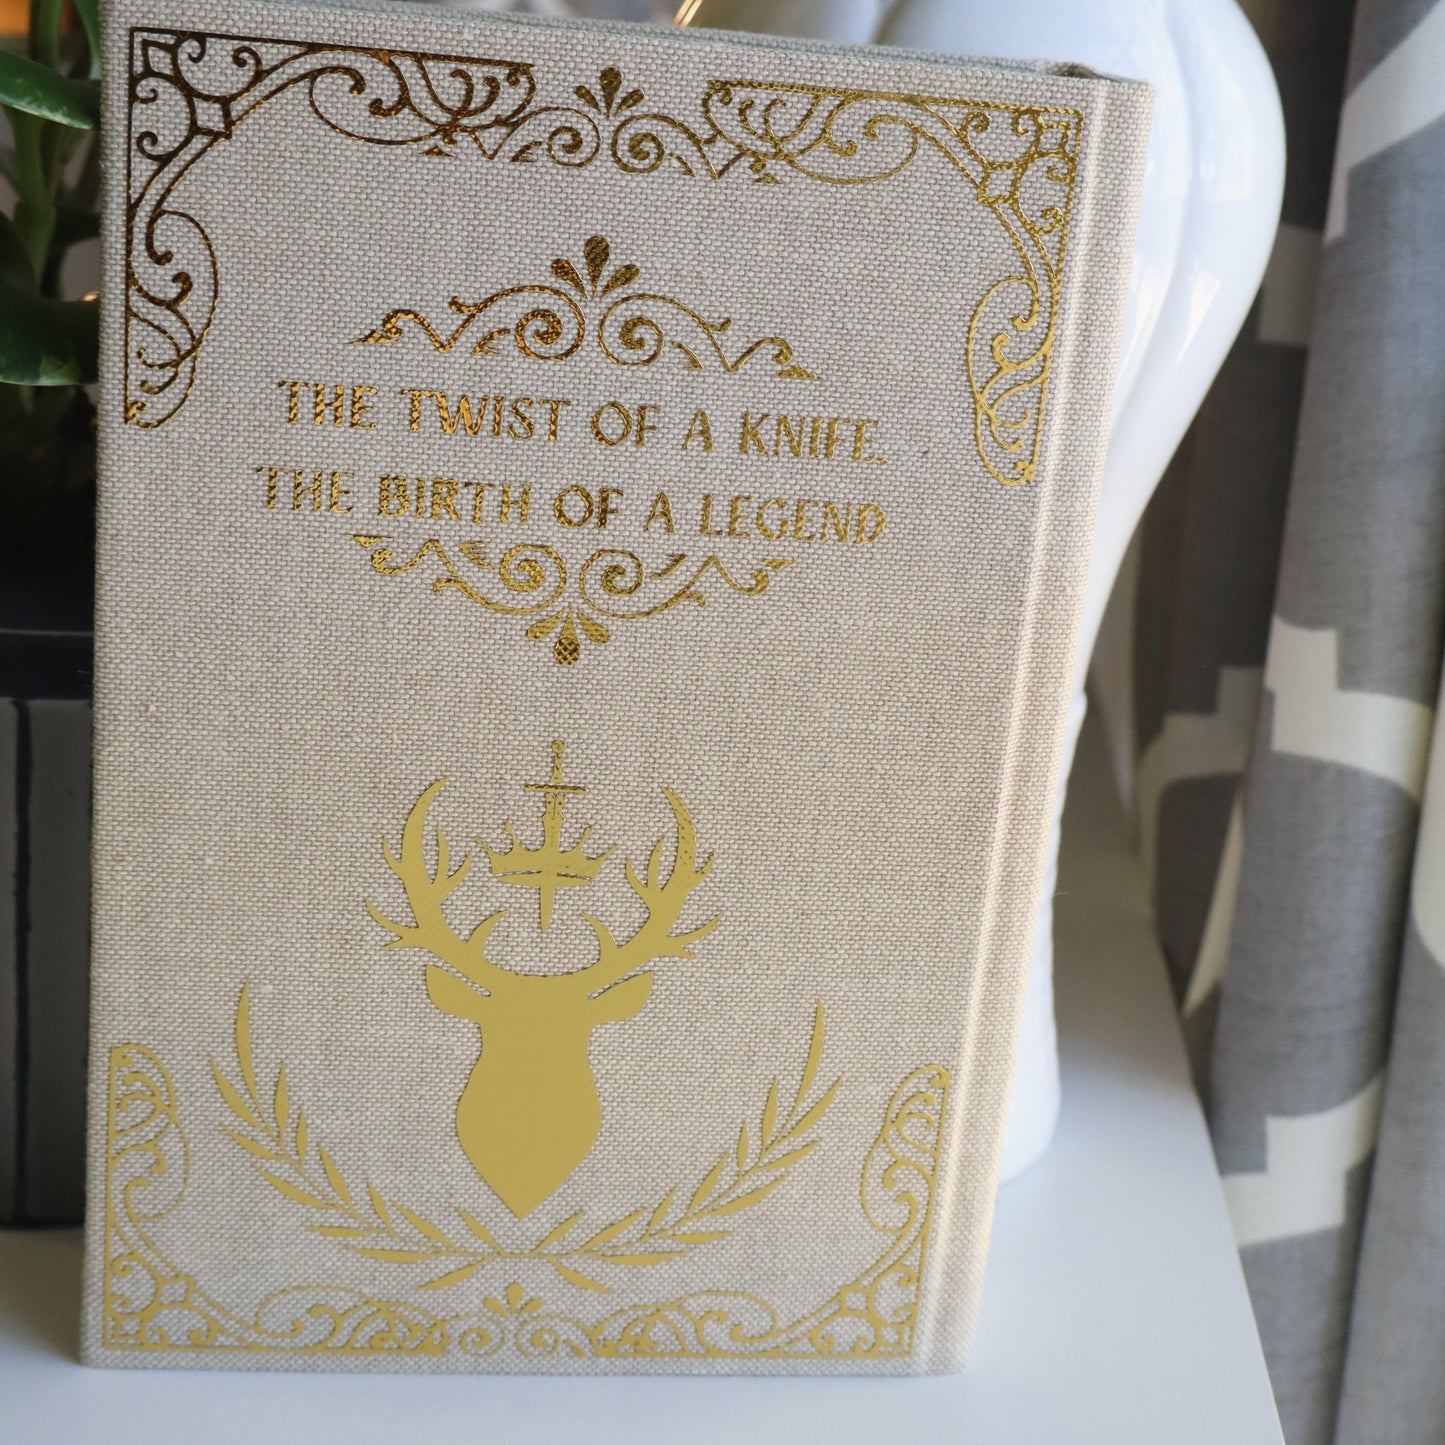 THE TWIST OF A KNIFE.
THE BIRTH OF A LEGEND